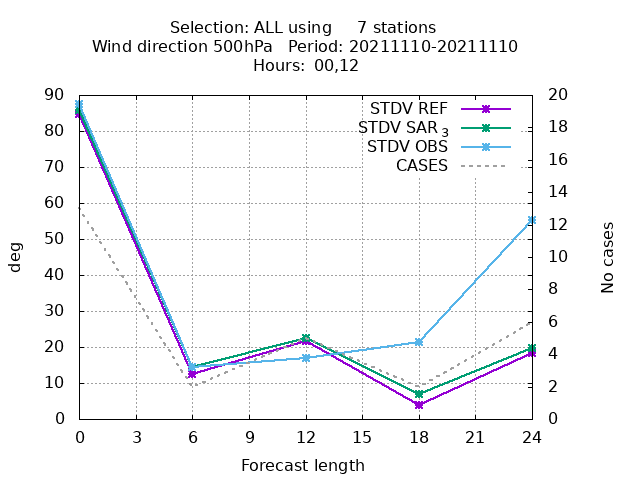 Selection: ALL using     7 stations
Wind direction 500hPa   Period: 20211110-20211110
Hours:  00,12
STDV REF
STDV SAR3
STDV OBS
CASES
90
80
70
60
50
40
30
20
10
0
deg
20
18
16
14
12
10
8
6
4
2
0
No cases
0 3 6 9 12 15 18 21 24
Forecast length